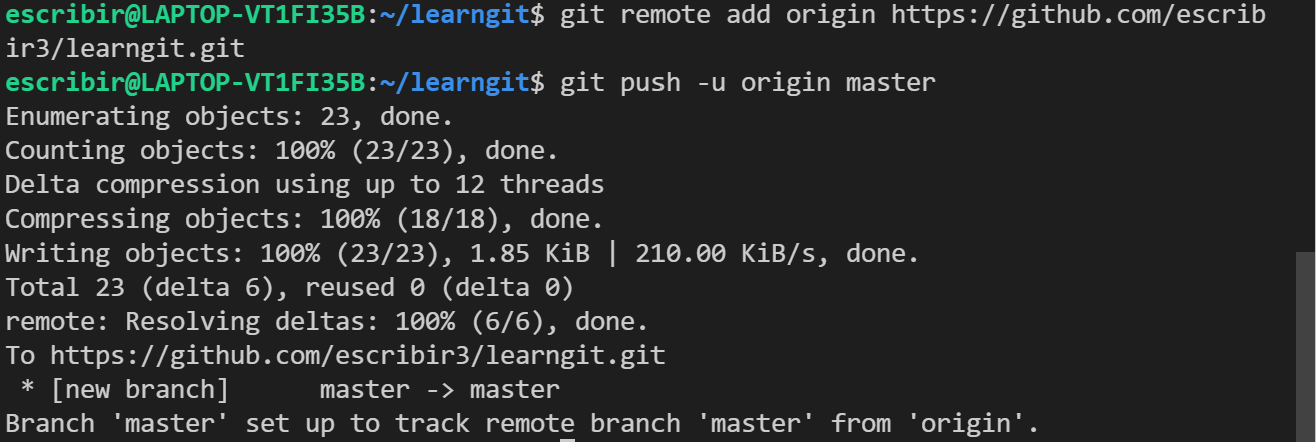 escribir@LAPTOP-VT1FI35B:~/learngit$ git remote add origin https://github.com/escrib
ir3/learngit.git
escribir@LAPTOP-VT1FI35B:~/learngit$ git push -u origin master
Enumerating objects: 23, done.
Counting objects: 100% (23/23), done.
Delta compression using up to 12 threads
Compressing objects: 100% (18/18), done.
Writing objects: 100% (23/23), 1.85 KiB | 210.00 KiB/s, done.
Total 23 (delta 6), reused 0 (delta 0)
remote: Resolving deltas: 100% (6/6), done.
To https://github.com/escribir3/learngit.git
 * [new branch]      master -> master
Branch 'master' set up to track remote branch 'master' from 'origin'.